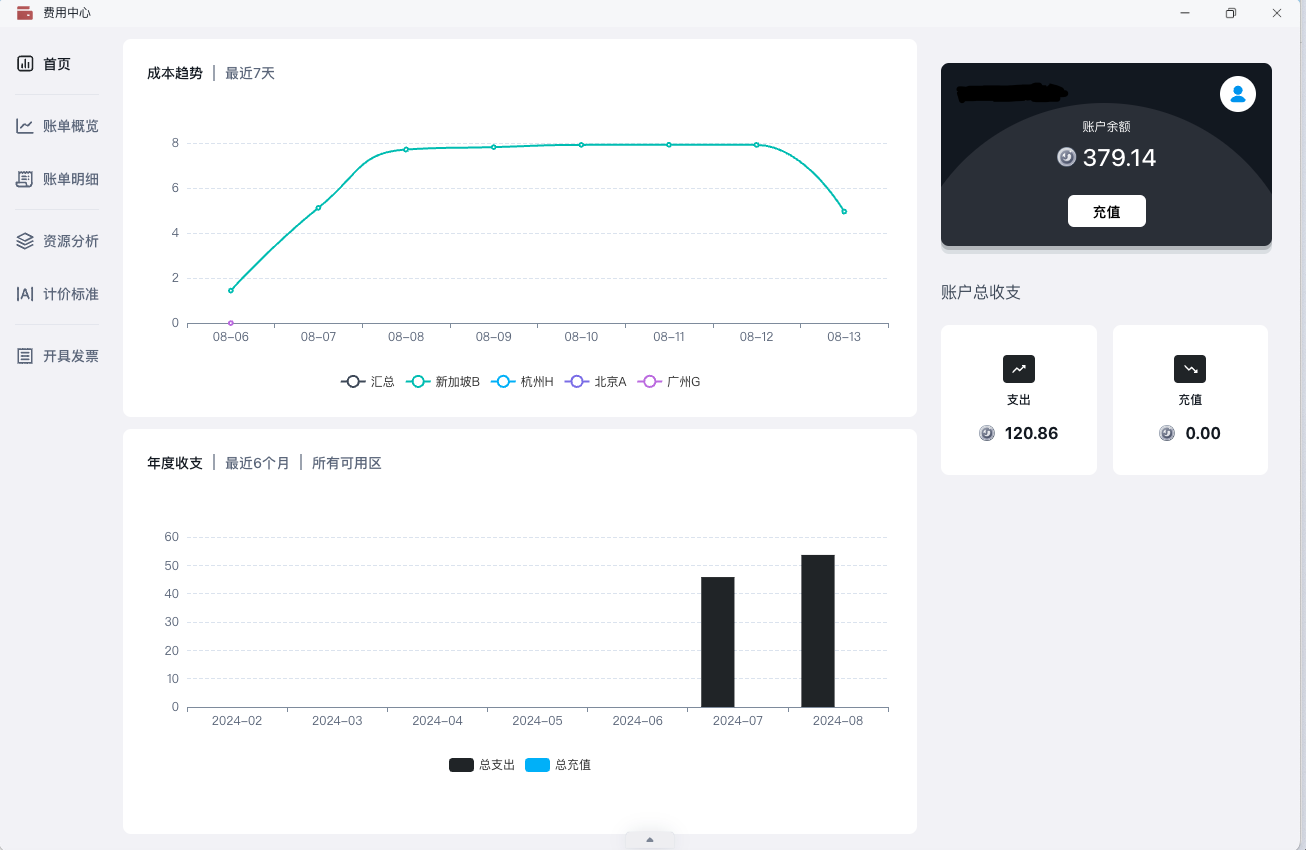 费用中心
首页
账单概览
账单明细
资源分析
计价标准
开具发票
成本趋势 | 最近7天
8
6
4
2
0
08-06 08-07 08-08 08-09 08-10 08-11 08-12 08-13
汇总 新加坡B 杭州H 北京A 广州G
年度收支 | 最近6个月 | 所有可用区
60
50
40
30
20
10
0
2024-02 2024-03 2024-04 2024-05 2024-06 2024-07 2024-08
总支出 总充值
账户余额
379.14
充值
账户总收支
支出
120.86
充值
0.00